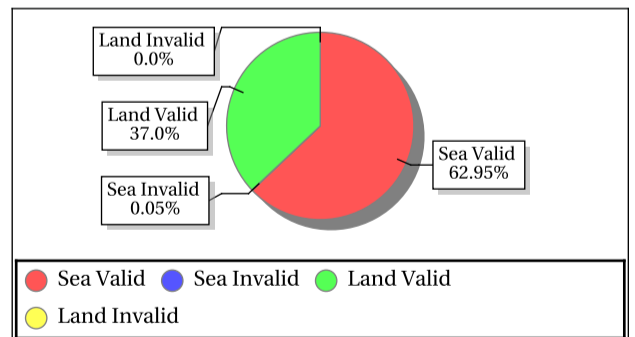 Land Invalid
0.0%
Land Valid
37.0%
Sea Invalid
0.05%
Sea Valid
62.95%
Sea Valid Sea Invalid Land Valid
Land Invalid